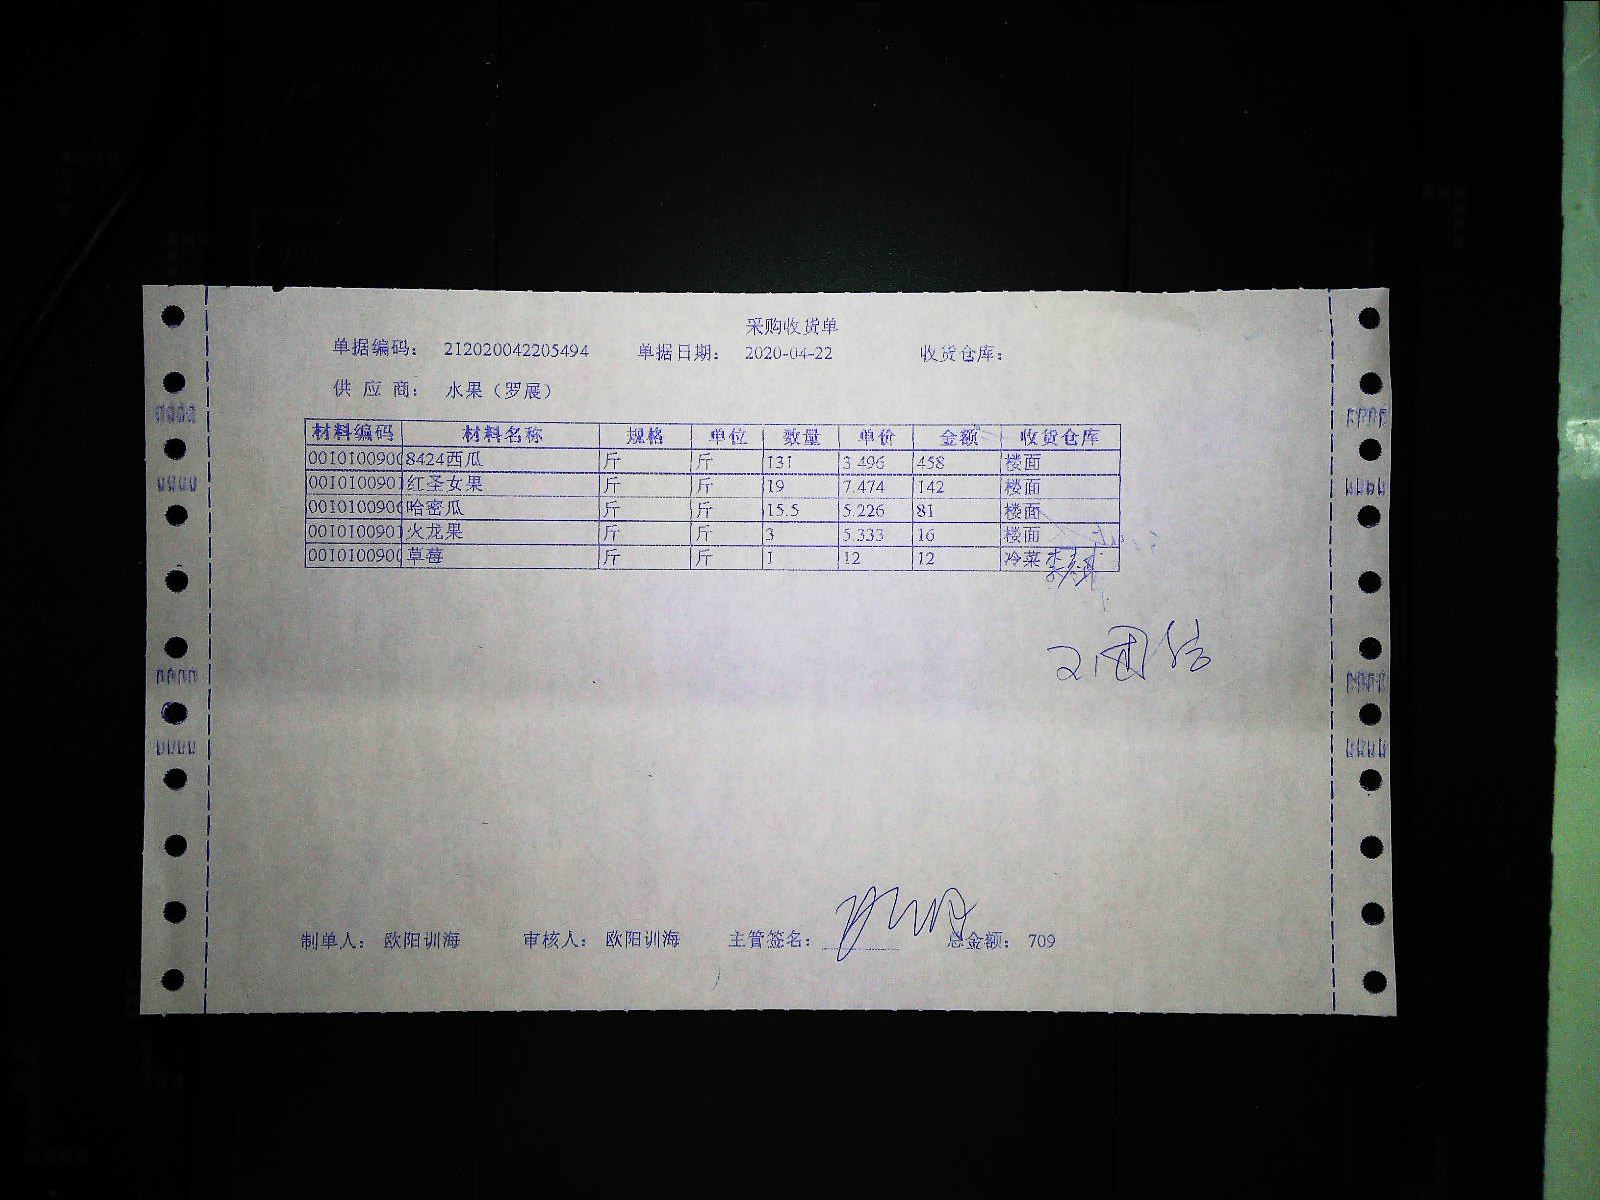 采购收货单
单据编码： 212020042205494 单据日期： 2020-04-22 收货仓库：
供 应 商： 水果（罗展）
材料编码 材料名称 规格 单位 数量 单价 金额 收货仓库
001010090 8424西瓜 斤 斤 131 3.496 458 楼面
001010090 红圣女果 斤 斤 19 7.474 142 楼面
001010090 哈密瓜 斤 斤 15.5 5.226 81 楼面
001010090 火龙果 斤 斤 3 5.333 16 楼面
001010090 草莓 斤 斤 1 12 12 冷菜
制单人： 欧阳训海 审核人： 欧阳训海 主管签名： 总金额： 709